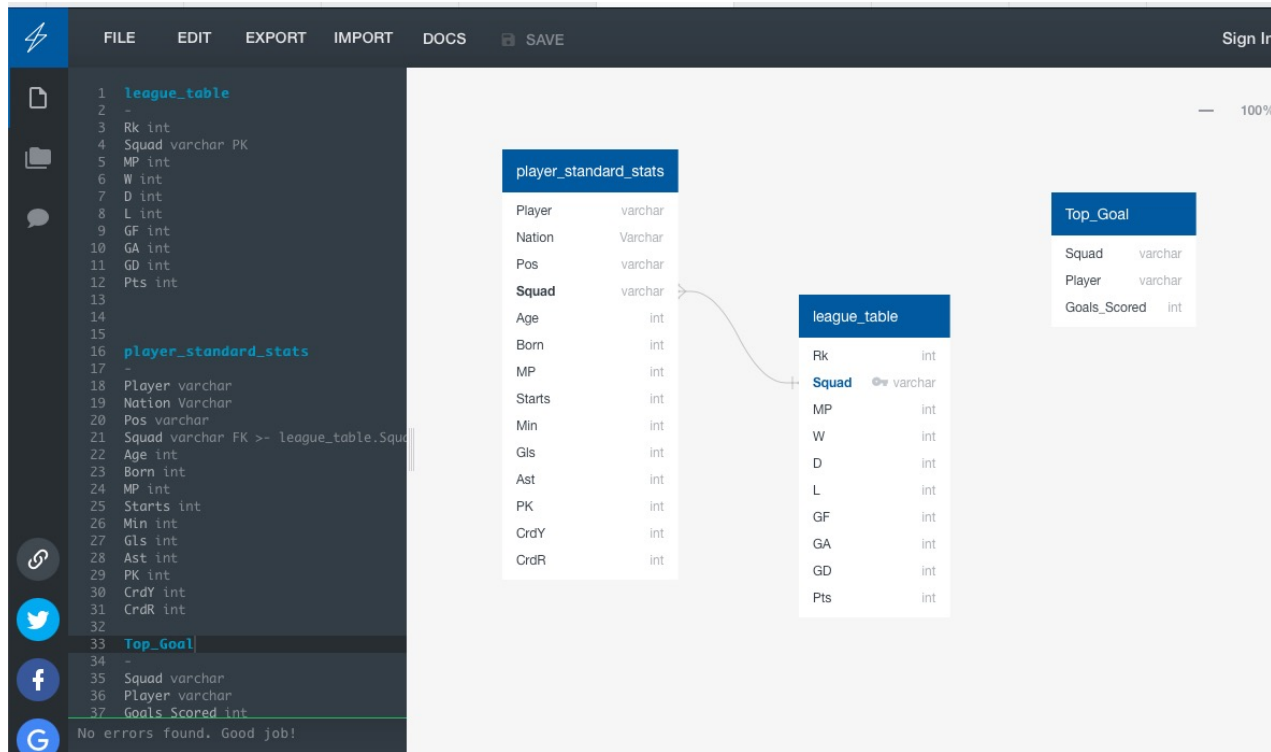 FILE EDIT EXPORT IMPORT DOCS SAVE Sign In
1 league_table
2 -
3 Rk int
4 Squad varchar PK
5 MP int
6 W int
7 D int
8 L int
9 GF int
10 GA int
11 GD int
12 Pts int
13
14
15
16 player_standard_stats
17 -
18 Player varchar
19 Nation Varchar
20 Pos varchar
21 Squad varchar FK >- league_table.Squa
22 Age int
23 Born int
24 MP int
25 Starts int
26 Min int
27 Gls int
28 Ast int
29 PK int
30 CrdY int
31 CrdR int
32
33 Top_Goal
34 -
35 Squad varchar
36 Player varchar
37 Goals_Scored int
No errors found. Good job!
— 100%
player_standard_stats
Player varchar
Nation Varchar
Pos varchar
Squad varchar
Age int
Born int
MP int
Starts int
Min int
Gls int
Ast int
PK int
CrdY int
CrdR int
league_table
Rk int
Squad varchar
MP int
W int
D int
L int
GF int
GA int
GD int
Pts int
Top_Goal
Squad varchar
Player varchar
Goals_Scored int